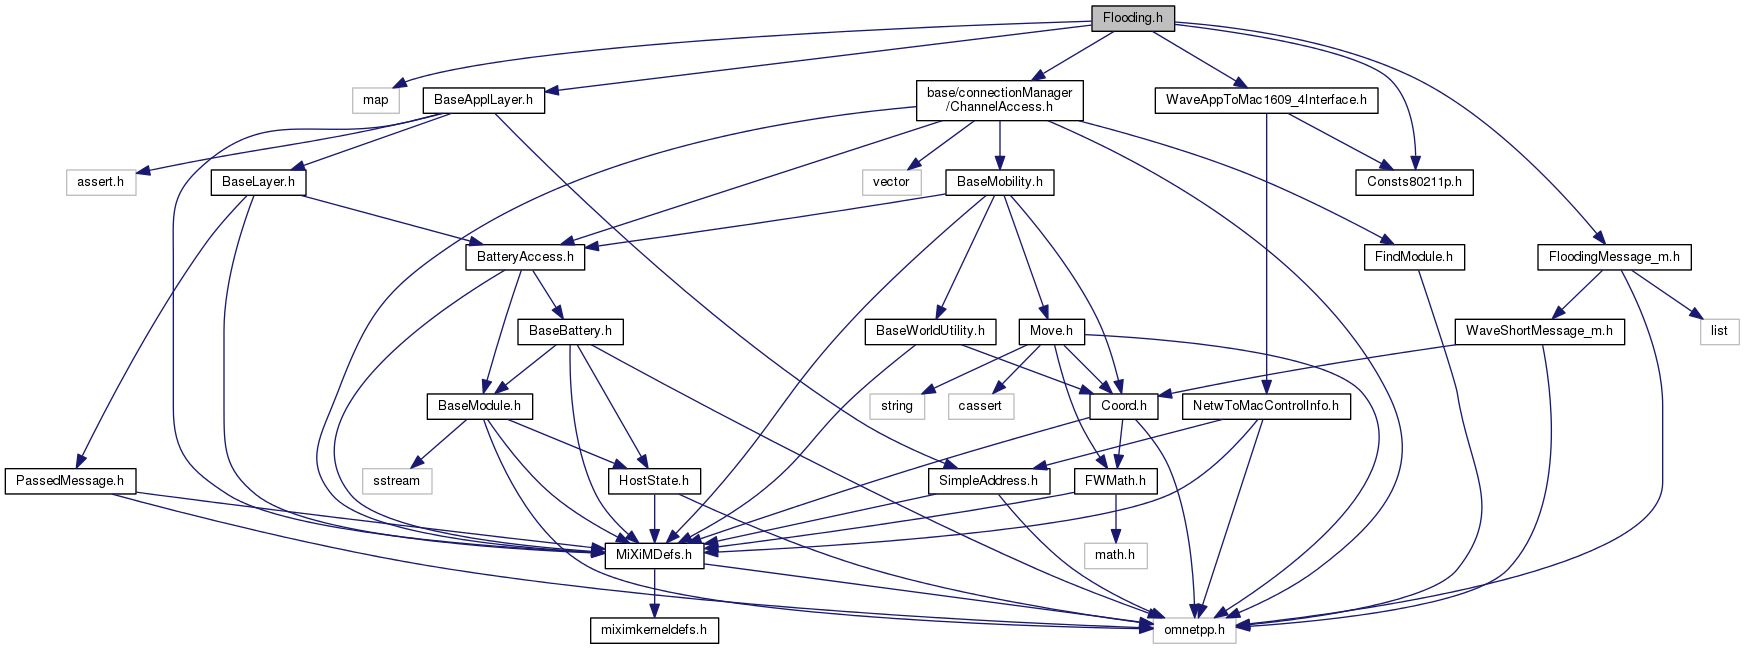 Flooding.h
map
BaseApplLayer.h
base/connectionManager
/ChannelAccess.h
WaveAppToMac1609_4Interface.h
assert.h
BaseLayer.h
vector
BaseMobility.h
Consts80211p.h
BatteryAccess.h
FindModule.h
FloodingMessage_m.h
BaseBattery.h
BaseWorldUtility.h
Move.h
WaveShortMessage_m.h
list
BaseModule.h
string
cassert
Coord.h
NetwToMacControlInfo.h
PassedMessage.h
sstream
HostState.h
SimpleAddress.h
FWMath.h
MiXiMDefs.h
math.h
miximkerneldefs.h
omnetpp.h